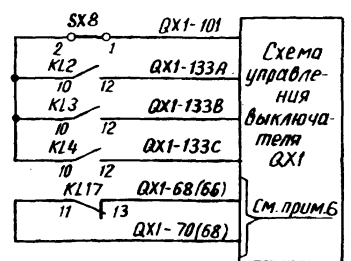 SX8
QX1-101
2 1
KL2
QX1-133A
10 12
KL3
QX1-133B
10 12
KL4
QX1-133C
10 12
KL17
QX1-68(66)
11 13
QX1-70(68)
Схема
управле-
ния
выключа-
теля
QX1
См. прим. 6